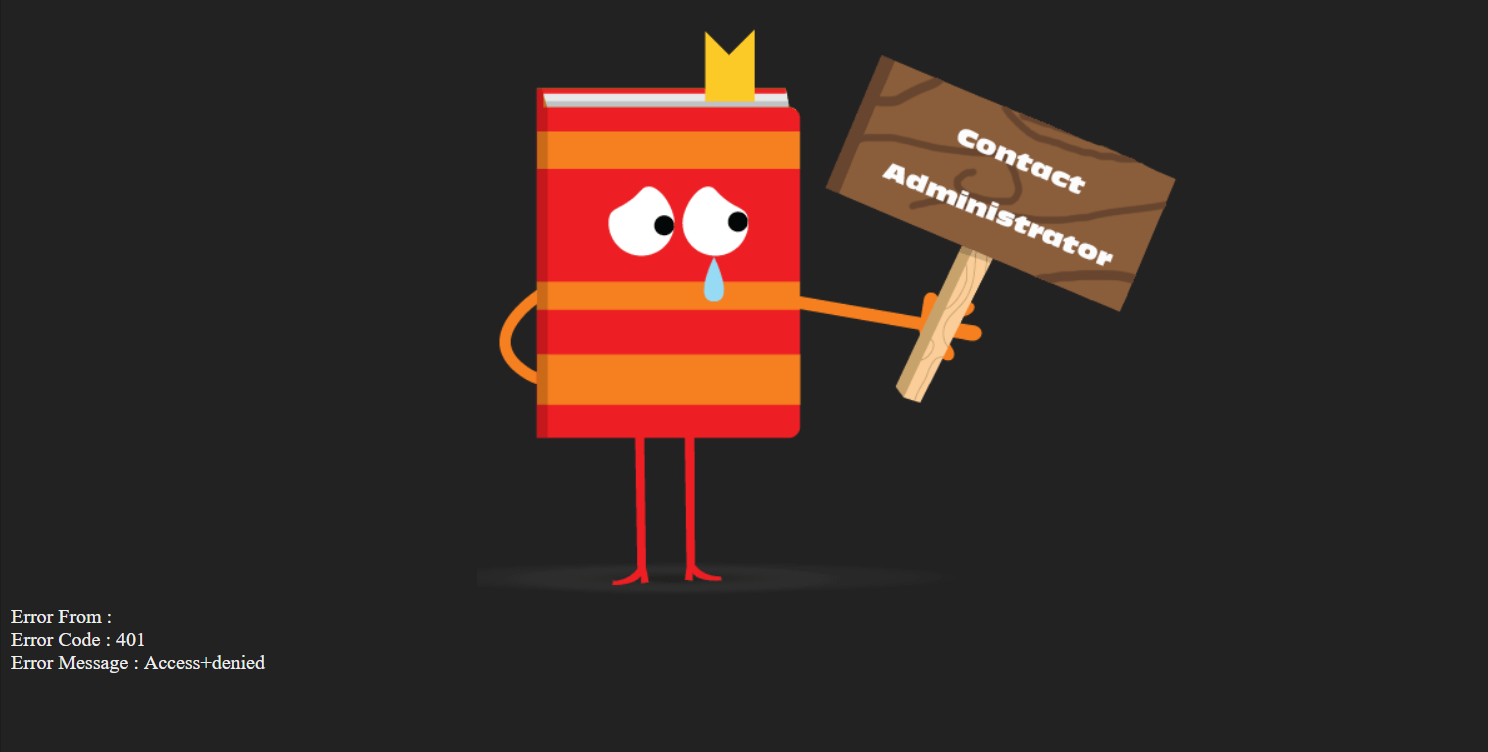 Contact
Administrator
Error From :
Error Code : 401
Error Message : Access+denied